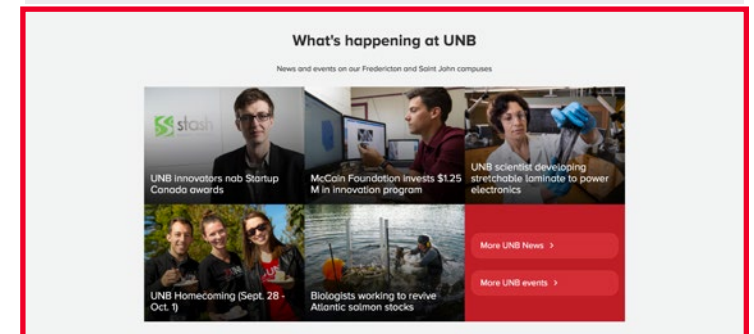 What's happening at UNB
News and events on our Fredericton and Saint John campuses
stash
UNB innovators nab Startup
Canada awards
McCain Foundation invests $1.25
M in innovation program
UNB scientist developing
stretchable laminate to power
electronics
UNB Homecoming (Sept. 28 -
Oct. 1)
Biologists working to revive
Atlantic salmon stocks
More UNB News >
More UNB events >